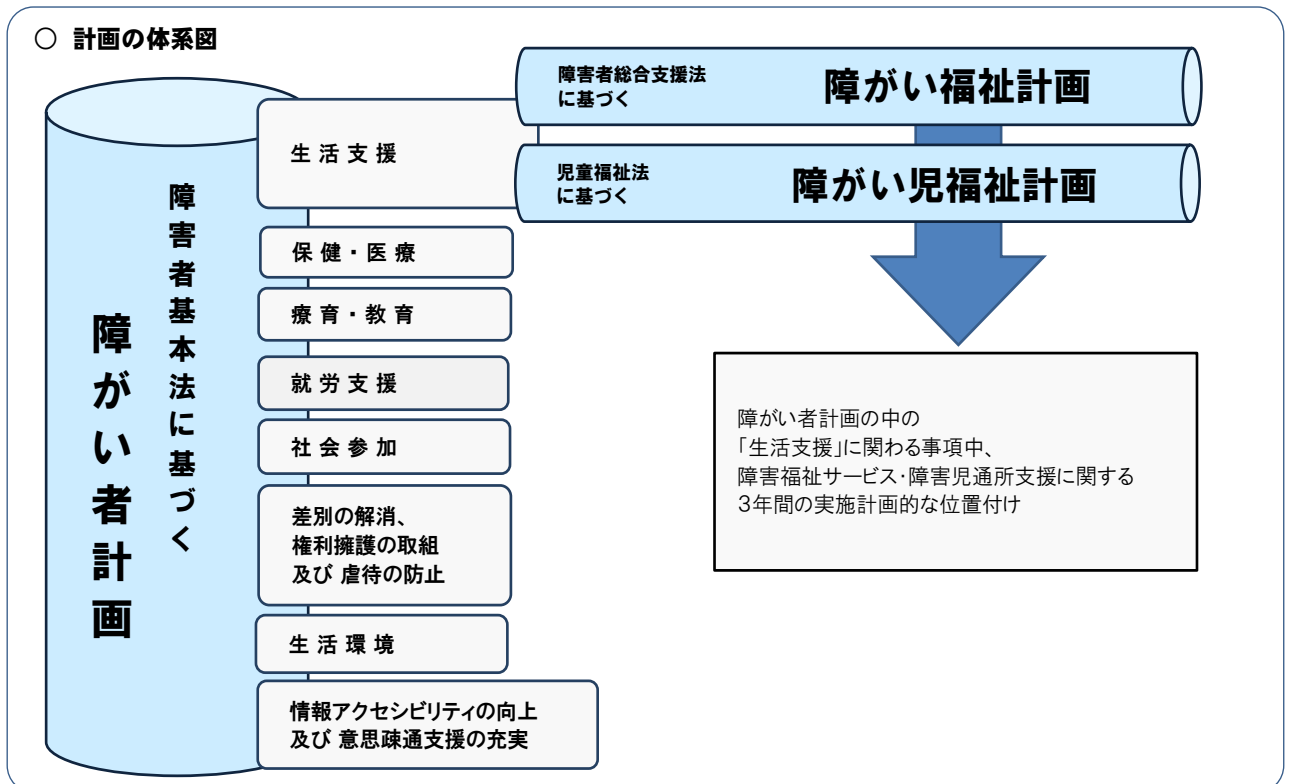 ○ 計画の体系図
障害者基本法に基づく
障がい者計画
生活支援
保健・医療
療育・教育
就労支援
社会参加
差別の解消、
権利擁護の取組
及び 虐待の防止
生活環境
情報アクセシビリティの向上
及び 意思疎通支援の充実
障害者総合支援法
に基づく
障がい福祉計画
児童福祉法
に基づく
障がい児福祉計画
障がい者計画の中の
「生活支援」に関わる事項中、
障害福祉サービス・障害児通所支援に関する
3年間の実施計画的な位置付け